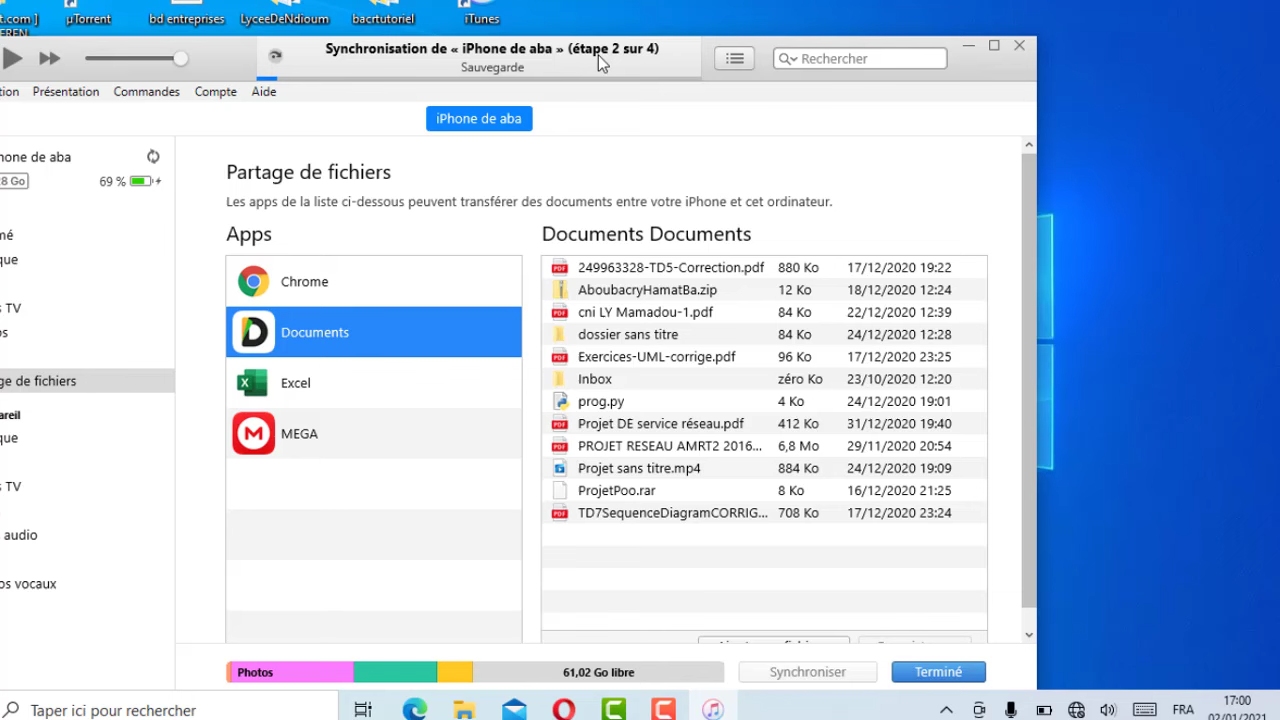 t.com ]
µTorrent
bd entreprises
LyceeDeNdioum
bacrtutoriel
iTunes
EREN
Synchronisation de « iPhone de aba » (étape 2 sur 4)
Sauvegarde
Rechercher
tion Présentation Commandes Compte Aide
iPhone de aba
hone de aba
8 Go
69 %
Partage de fichiers
Les apps de la liste ci-dessous peuvent transférer des documents entre votre iPhone et cet ordinateur.
mé
que
s TV
os
ge de fichiers
areil
que
s TV
audio
os vocaux
Apps
Chrome
Documents
Excel
MEGA
Documents Documents
249963328-TD5-Correction.pdf 880 Ko 17/12/2020 19:22
AboubacryHamatBa.zip 12 Ko 18/12/2020 12:24
cni LY Mamadou-1.pdf 84 Ko 22/12/2020 12:39
dossier sans titre 84 Ko 24/12/2020 12:28
Exercices-UML-corrige.pdf 96 Ko 17/12/2020 23:25
Inbox zéro Ko 23/10/2020 12:20
prog.py 4 Ko 24/12/2020 19:01
Projet DE service réseau.pdf 412 Ko 31/12/2020 19:40
PROJET RESEAU AMRT2 2016... 6,8 Mo 29/11/2020 20:54
Projet sans titre.mp4 884 Ko 24/12/2020 19:09
ProjetPoo.rar 8 Ko 16/12/2020 21:25
TD7SequenceDiagramCORRIG... 708 Ko 17/12/2020 23:24
Photos
61,02 Go libre
Synchroniser
Terminé
Taper ici pour rechercher
FRA
17:00
02/01/2021